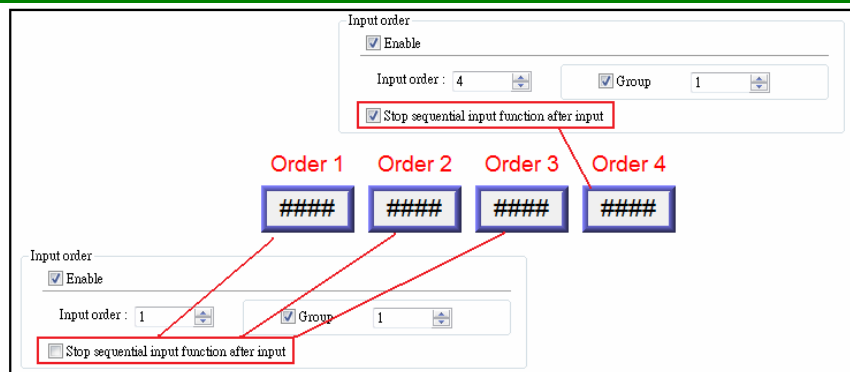 Input order
Enable
Input order : 4 Group 1
Stop sequential input function after input
Order 1 Order 2 Order 3 Order 4
#### #### #### ####
Input order
Enable
Input order : 1 Group 1
Stop sequential input function after input